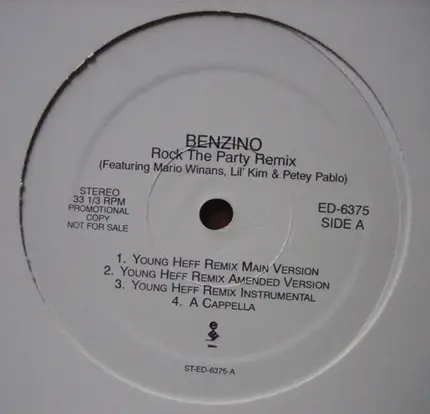 BENZINO
Rock The Party Remix
(Featuring Mario Winans, Lil' Kim & Petey Pablo)
STEREO
33 1/3 RPM
PROMOTIONAL
COPY
NOT FOR SALE
ED-6375
SIDE A
1. YOUNG HEFF REMIX MAIN VERSION
2. YOUNG HEFF REMIX AMENDED VERSION
3. YOUNG HEFF REMIX INSTRUMENTAL
4. A CAPPELLA
ST-ED-6375-A